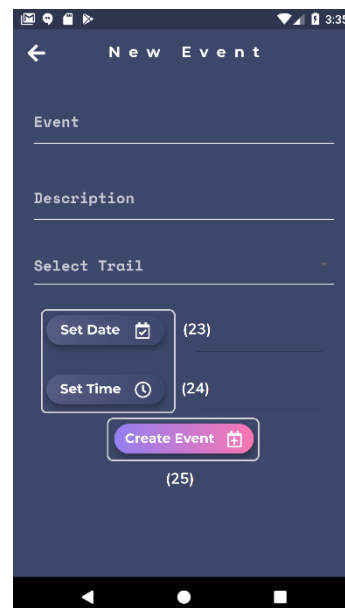 3:35
New Event
Event
Description
Select Trail
Set Date (23)
Set Time (24)
Create Event
(25)